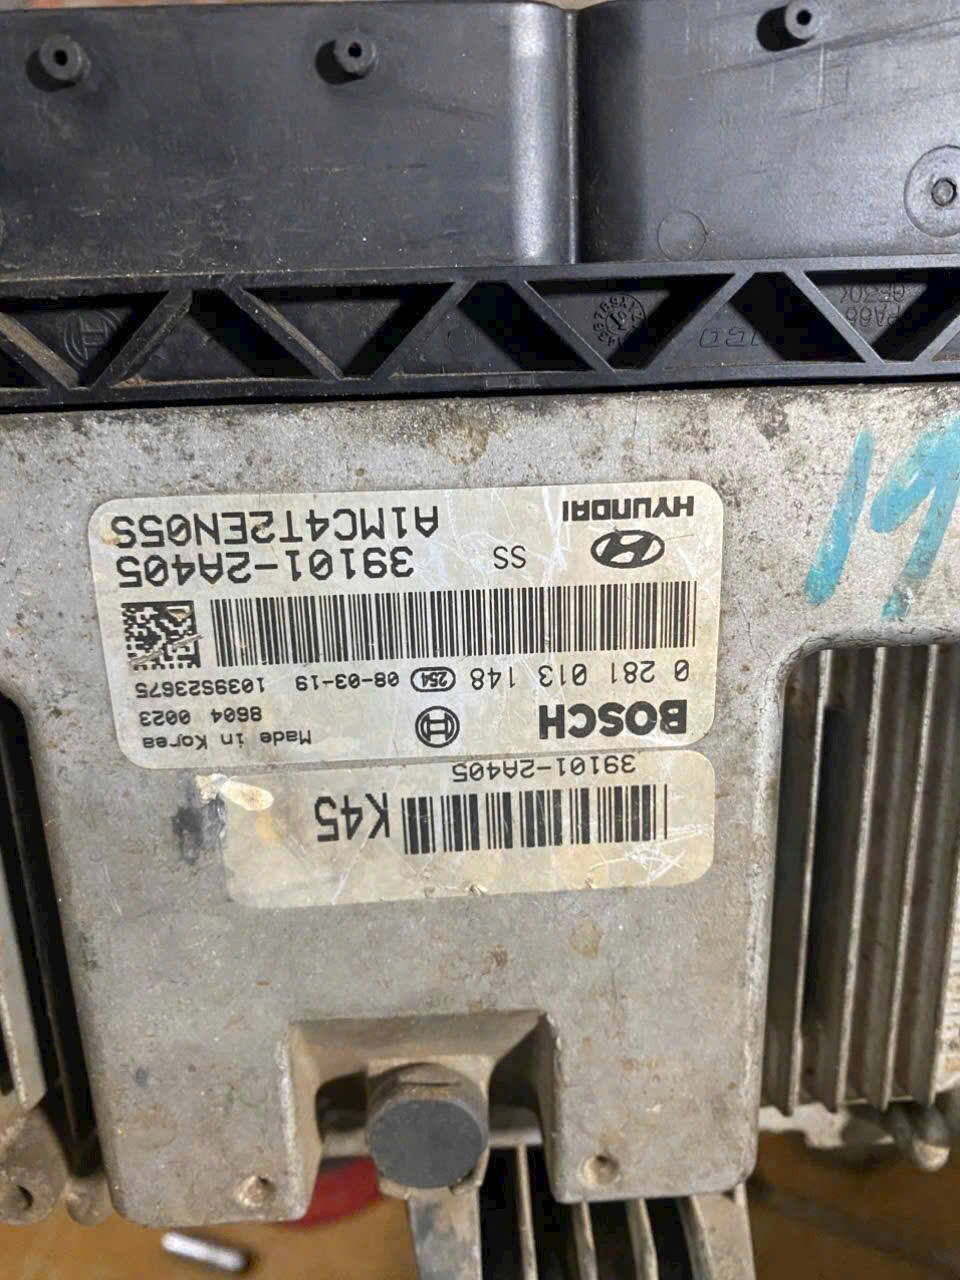 39101-2A405
K45
BOSCH
Made in Korea
8604 0023
0 281 013 148
254
08-03-19
1039S23675
HYUNDAI
SS
39101-2A405
A1MC4T2EN05S
19